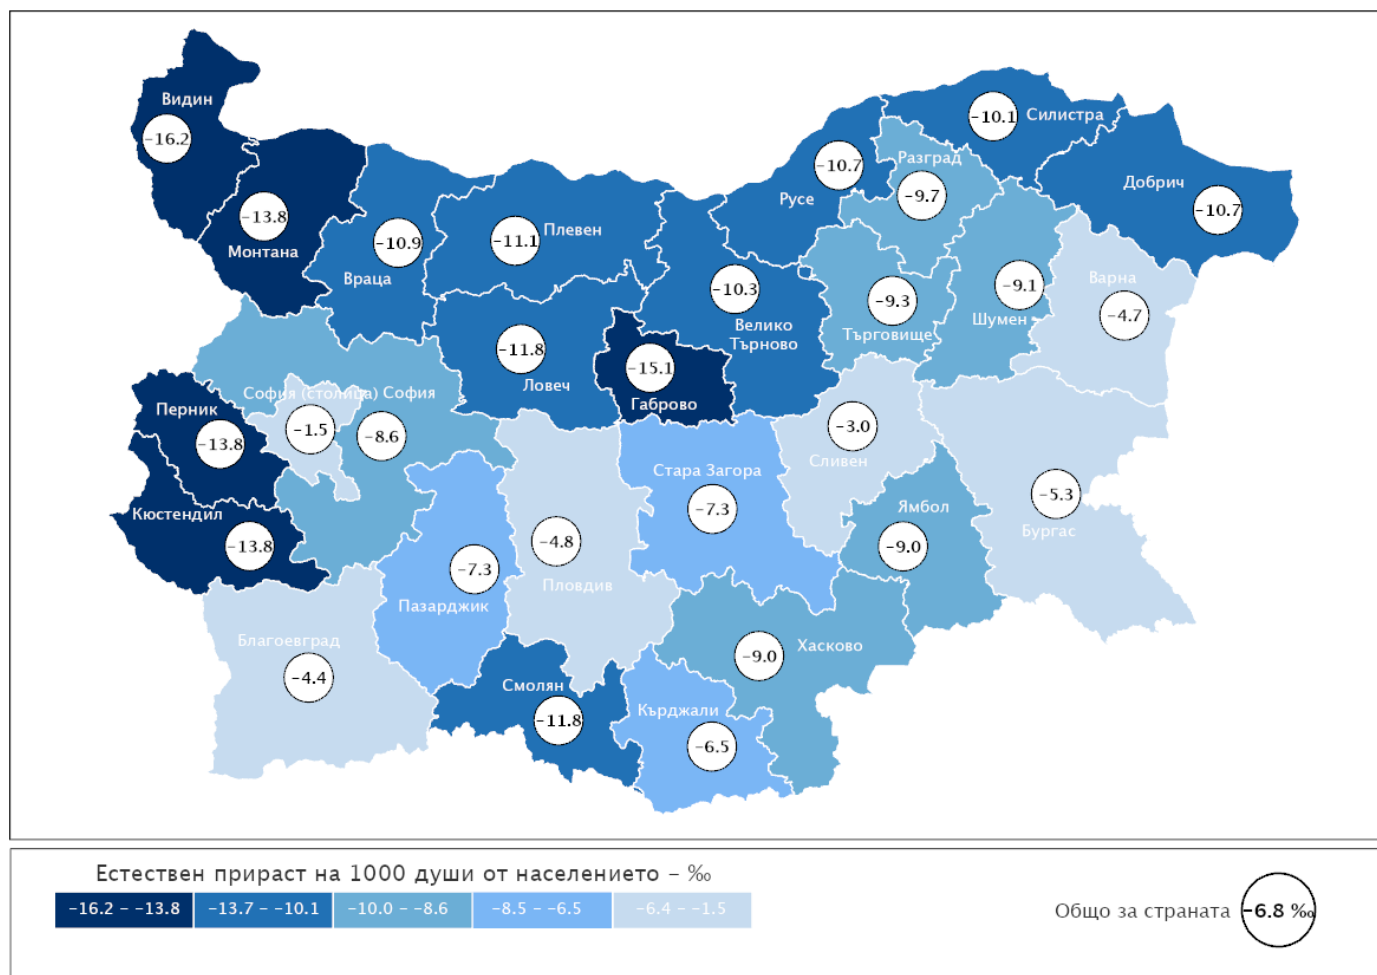 Видин
−16.2
−10.1
Силистра
Разград
−10.7
−9.7
Добрич
Русе
−10.7
−13.8
Монтана
−10.9
Враца
−11.1
Плевен
−10.3
Велико
Търново
−9.3
Търговище
−9.1
Шумен
Варна
−4.7
−11.8
Ловеч
−15.1
Габрово
София (столица)
София
−1.5
−8.6
Перник
−13.8
−3.0
Сливен
Стара Загора
−7.3
Ямбол
−9.0
−5.3
Бургас
Кюстендил
−13.8
−7.3
Пазарджик
−4.8
Пловдив
Благоевград
−4.4
Хасково
−9.0
Смолян
−11.8
Кърджали
−6.5
Естествен прираст на 1000 души от населението – ‰
−16.2 – −13.8
−13.7 – −10.1
−10.0 – −8.6
−8.5 – −6.5
−6.4 – −1.5
Общо за страната
−6.8 ‰